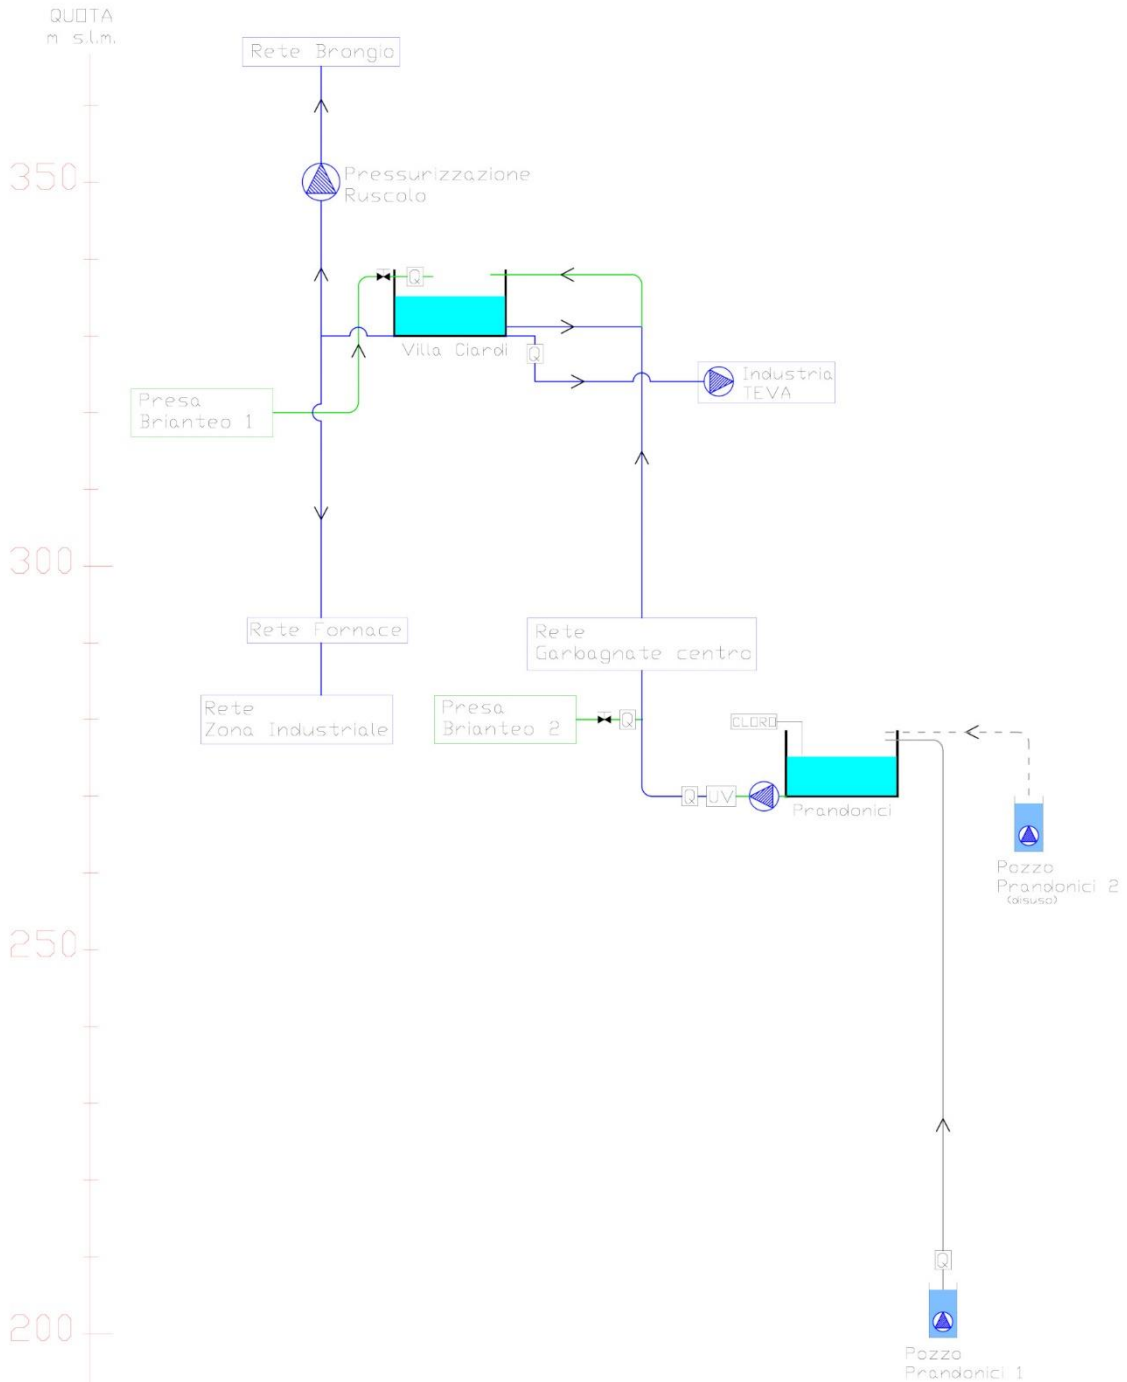 QUOTA
m s.l.m.
Rete Brongio
350
Pressurizzazione
Ruscolo
Q
Villa Ciardi
Q
Industria
TEVA
Presa
Brianteo 1
300
Rete Fornace
Rete
Garbagnate centro
Rete
Zona Industriale
Presa
Brianteo 2
Q
CLORO
Q
UV
Prandonici
Pozzo
Prandonici 2
(disuso)
250
Q
200
Pozzo
Prandonici 1